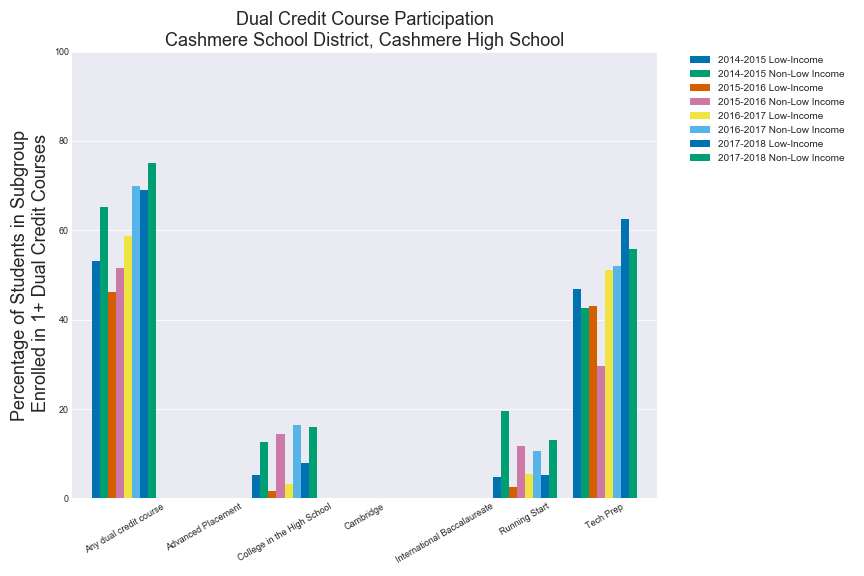 Dual Credit Course Participation
Cashmere School District, Cashmere High School
Percentage of Students in Subgroup
Enrolled in 1+ Dual Credit Courses
100
80
60
40
20
0
Any dual credit course
Advanced Placement
College in the High School
Cambridge
International Baccalaureate
Running Start
Tech Prep
2014-2015 Low-Income
2014-2015 Non-Low Income
2015-2016 Low-Income
2015-2016 Non-Low Income
2016-2017 Low-Income
2016-2017 Non-Low Income
2017-2018 Low-Income
2017-2018 Non-Low Income